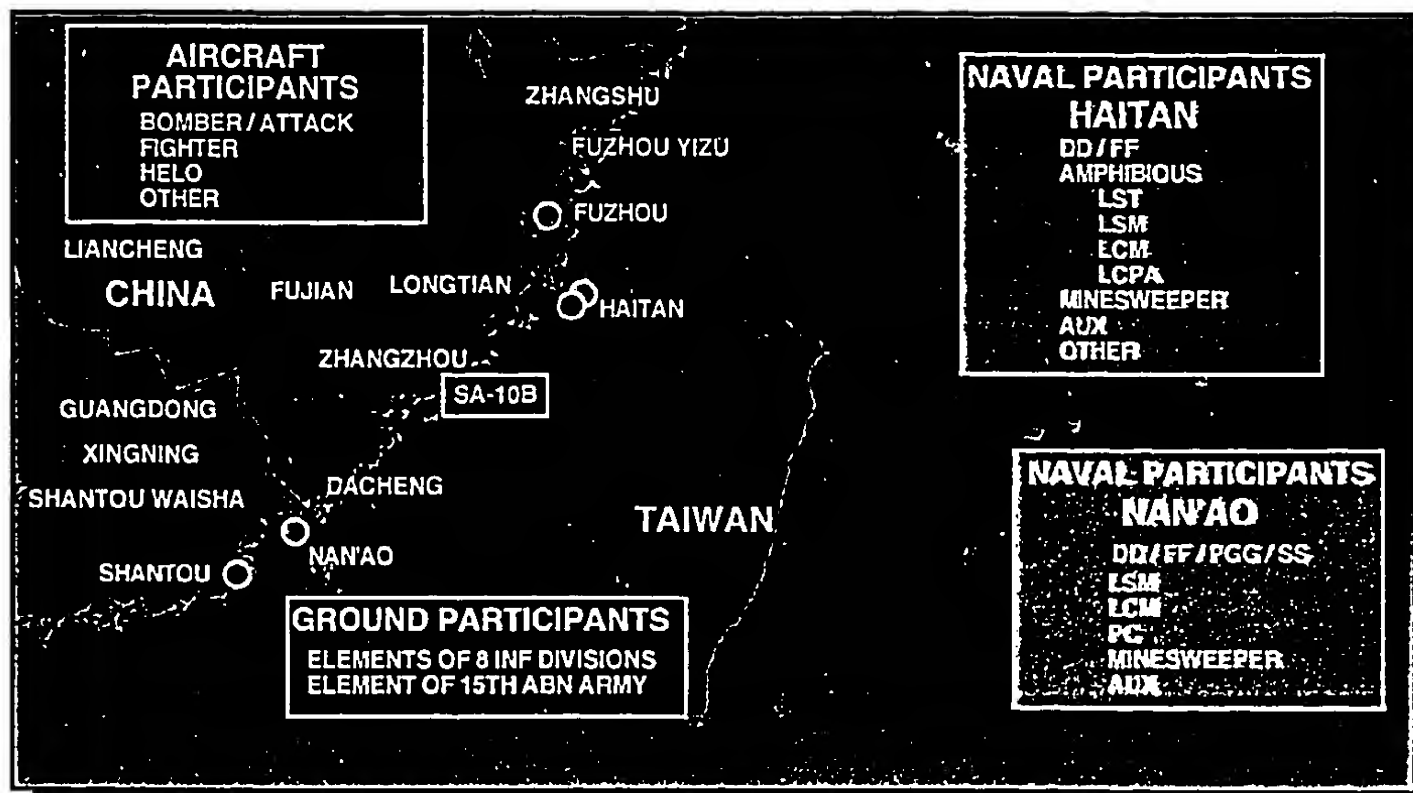 AIRCRAFT
PARTICIPANTS
BOMBER/ATTACK
FIGHTER
HELO
OTHER
NAVAL PARTICIPANTS
HAITAN
DD/FF
AMPHIBIOUS
LST
LSM
LCM
LCPA
MINESWEEPER
AUX
OTHER
ZHANGSHU
FUZHOU YIZU
FUZHOU
LIANCHENG
CHINA
FUJIAN
LONGTIAN
HAITAN
ZHANGZHOU
SA-10B
GUANGDONG
XINGNING
SHANTOU WAISHA
DACHENG
NAN'AO
SHANTOU
TAIWAN
GROUND PARTICIPANTS
ELEMENTS OF 8 INF DIVISIONS
ELEMENT OF 15TH ABN ARMY
NAVAL PARTICIPANTS
NAN'AO
DD/FF/PGG/SS
LSM
LCM
PC
MINESWEEPER
AUX